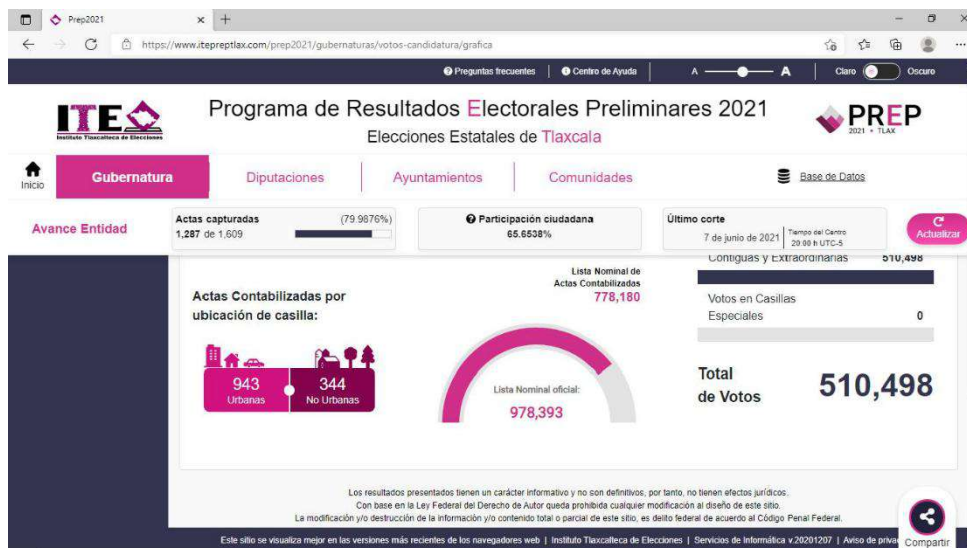 Prep2021
https://www.itepreptlax.com/prep2021/gubernaturas/votos-candidatura/grafica
Preguntas frecuentes | Centro de Ayuda | A A | Claro Oscuro
ITE
Instituto Tlaxcalteca de Elecciones
Programa de Resultados Electorales Preliminares 2021
Elecciones Estatales de Tlaxcala
PREP
2021 • TLAX
Inicio
Gubernatura
Diputaciones
Ayuntamientos
Comunidades
Base de Datos
Avance Entidad
Actas capturadas (79.9876%)
1,287 de 1,609
Participación ciudadana
65.6538%
Último corte
7 de junio de 2021
Tiempo del Centro
20:00 h UTC-5
Actualizar
Actas Contabilizadas por
ubicación de casilla:
943
Urbanas
344
No Urbanas
Lista Nominal de
Actas Contabilizadas
778,180
Lista Nominal oficial:
978,393
Contiguas y Extraordinarias 510,498
Votos en Casillas
Especiales 0
Total
de Votos 510,498
Los resultados presentados tienen un carácter informativo y no son definitivos, por tanto, no tienen efectos jurídicos.
Con base en la Ley Federal del Derecho de Autor queda prohibida cualquier modificación al diseño de este sitio.
La modificación y/o destrucción de la información y/o contenido total o parcial de este sitio, es delito federal de acuerdo al Código Penal Federal.
Este sitio se visualiza mejor en las versiones más recientes de los navegadores web | Instituto Tlaxcalteca de Elecciones | Servicios de Informática v.20201207 | Aviso de priva
Compartir